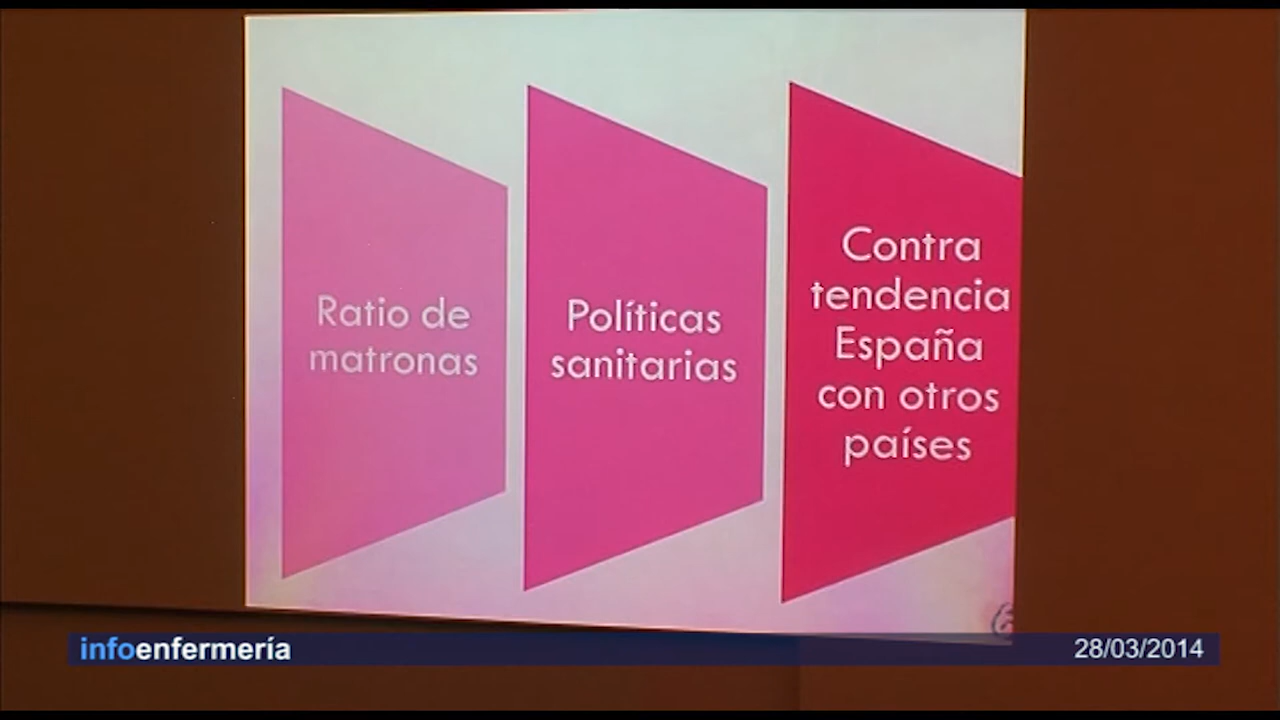 Ratio de
matronas
Políticas
sanitarias
Contra
tendencia
España
con otros
países
infoenfermería
28/03/2014